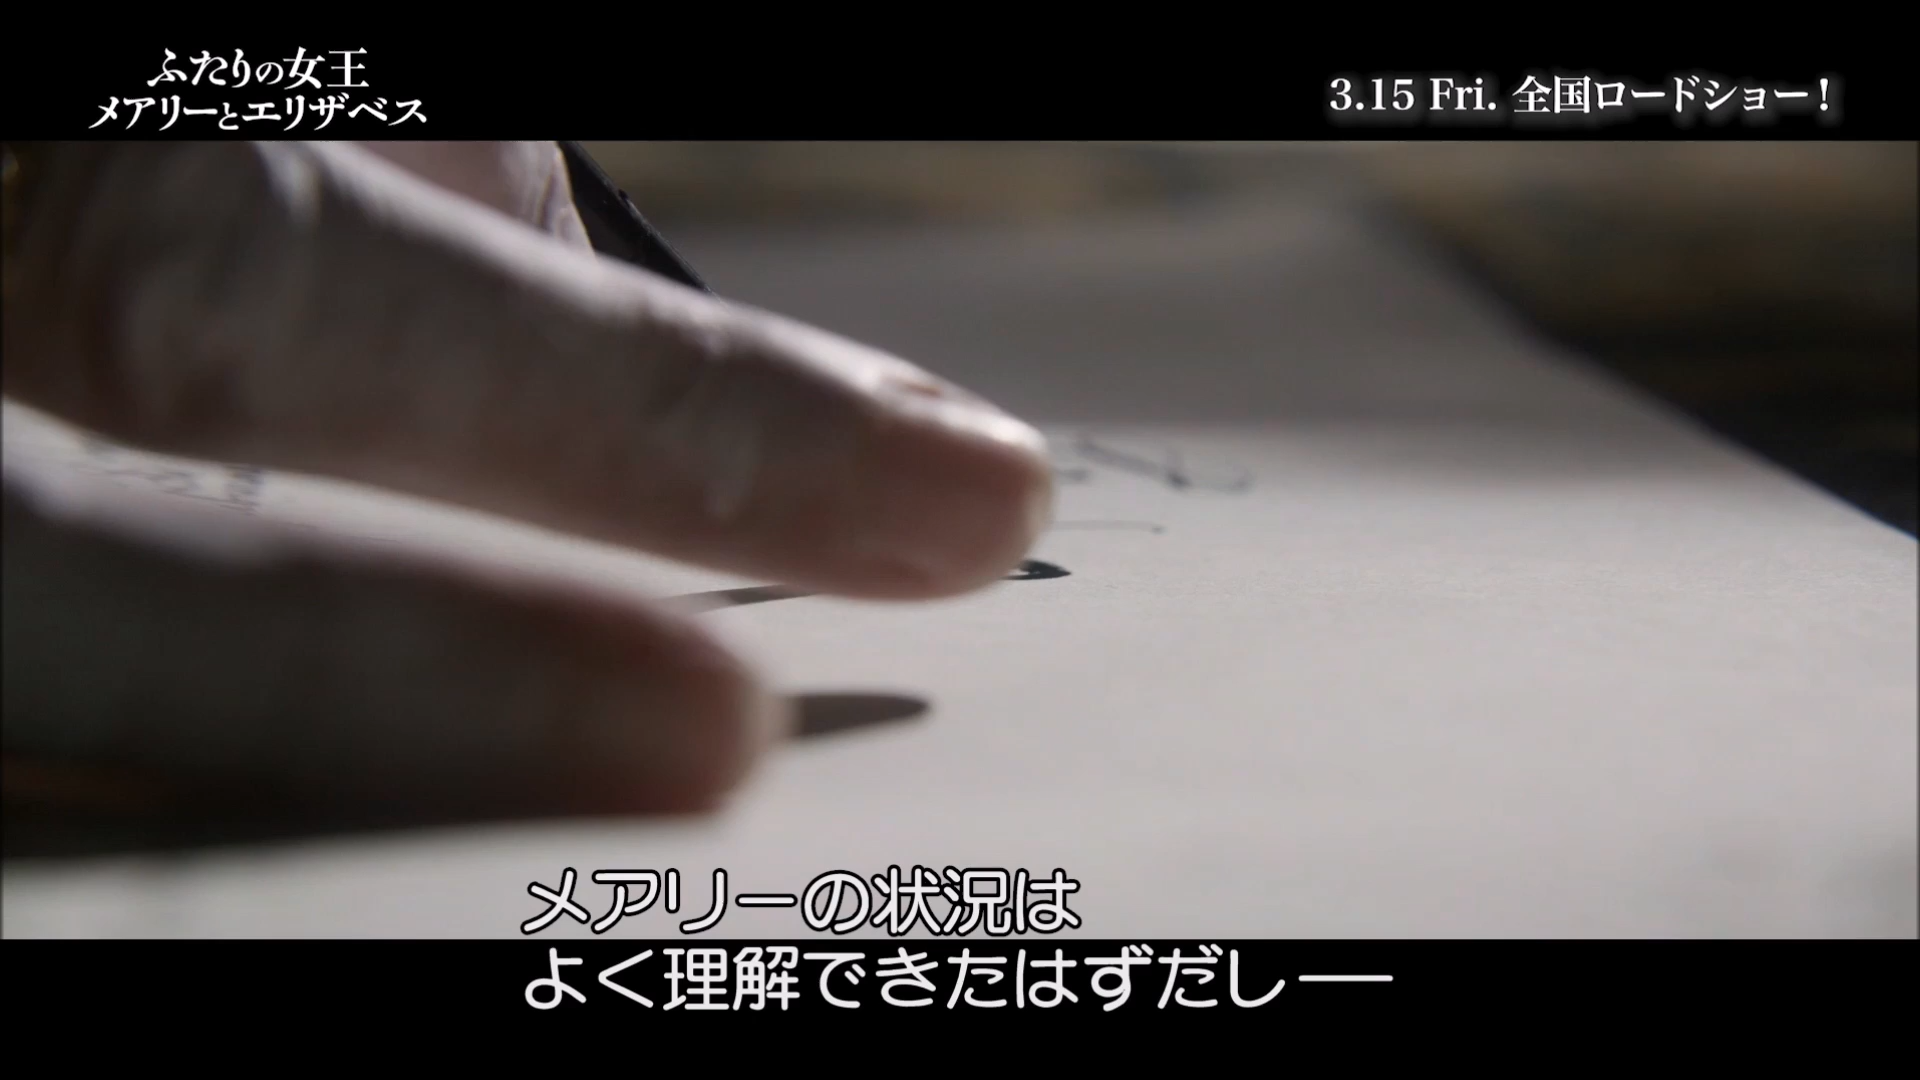 ふたりの女王
メアリーとエリザベス
3.15 Fri. 全国ロードショー!
メアリーの状況は
よく理解できたはずだし――